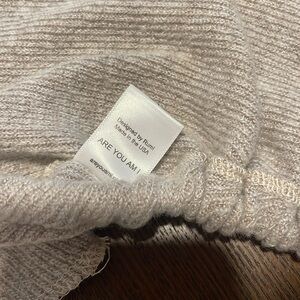 Designed by Rumi
Made in the USA
ARE YOU AM I